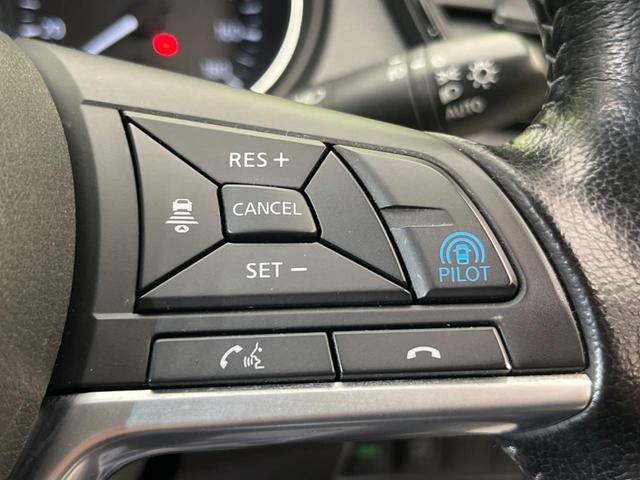 RES +
CANCEL
SET −
PILOT
AUTO